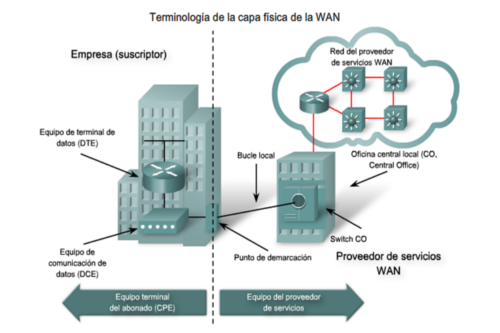 Terminología de la capa física de la WAN
Empresa (suscriptor)
Red del proveedor
de servicios WAN
Equipo de terminal de
datos (DTE)
Bucle local
Oficina central local (CO,
Central Office)
Equipo de
comunicación de
datos (DCE)
Punto de demarcación
Switch CO
Proveedor de servicios
WAN
Equipo terminal
del abonado (CPE)
Equipo del proveedor
de servicios